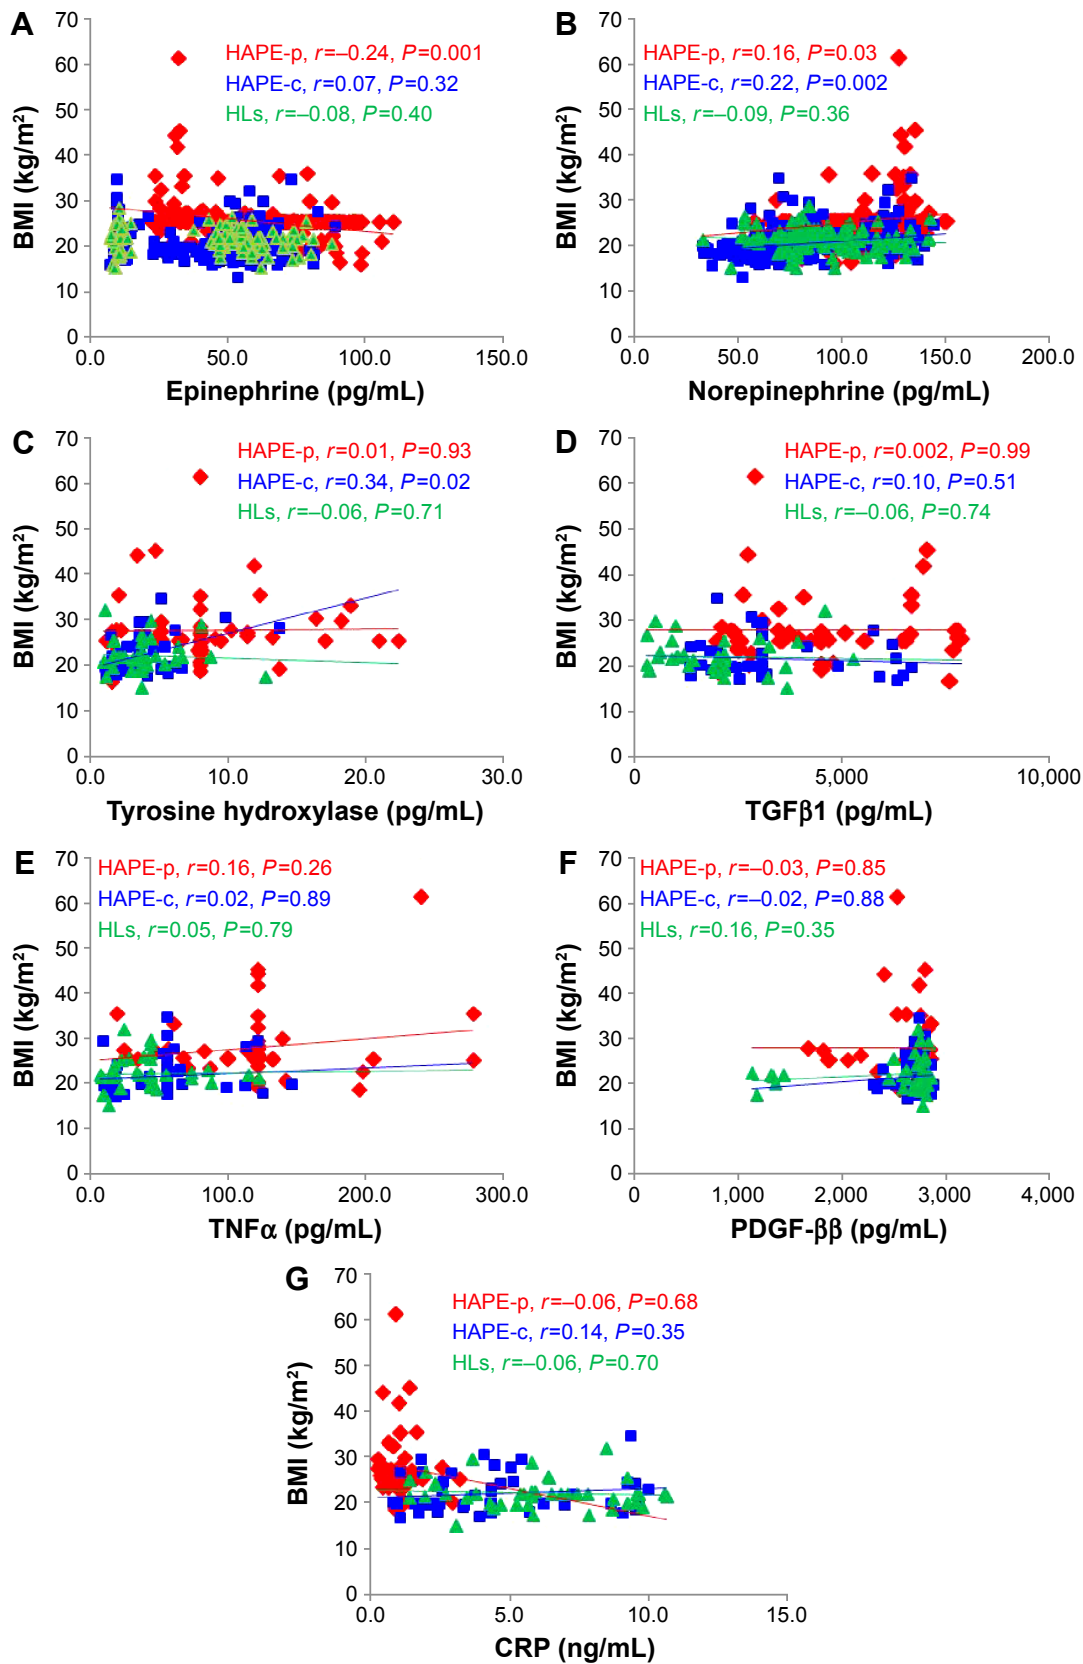 A
70
60
50
40
30
20
10
0
BMI (kg/m²)
HAPE-p, r=–0.24, P=0.001
HAPE-c, r=0.07, P=0.32
HLs, r=–0.08, P=0.40
0.0 50.0 100.0 150.0
Epinephrine (pg/mL)
B
70
60
50
40
30
20
10
0
BMI (kg/m²)
HAPE-p, r=0.16, P=0.03
HAPE-c, r=0.22, P=0.002
HLs, r=–0.09, P=0.36
0.0 50.0 100.0 150.0 200.0
Norepinephrine (pg/mL)
C
70
60
50
40
30
20
10
0
BMI (kg/m²)
HAPE-p, r=0.01, P=0.93
HAPE-c, r=0.34, P=0.02
HLs, r=–0.06, P=0.71
0.0 10.0 20.0 30.0
Tyrosine hydroxylase (pg/mL)
D
70
60
50
40
30
20
10
0
BMI (kg/m²)
HAPE-p, r=0.002, P=0.99
HAPE-c, r=0.10, P=0.51
HLs, r=–0.06, P=0.74
0 5,000 10,000
TGFβ1 (pg/mL)
E
70
60
50
40
30
20
10
0
BMI (kg/m²)
HAPE-p, r=0.16, P=0.26
HAPE-c, r=0.02, P=0.89
HLs, r=0.05, P=0.79
0.0 100.0 200.0 300.0
TNFα (pg/mL)
F
70
60
50
40
30
20
10
0
BMI (kg/m²)
HAPE-p, r=–0.03, P=0.85
HAPE-c, r=–0.02, P=0.88
HLs, r=0.16, P=0.35
0 1,000 2,000 3,000 4,000
PDGF-ββ (pg/mL)
G
70
60
50
40
30
20
10
0
BMI (kg/m²)
HAPE-p, r=–0.06, P=0.68
HAPE-c, r=0.14, P=0.35
HLs, r=–0.06, P=0.70
0.0 5.0 10.0 15.0
CRP (ng/mL)